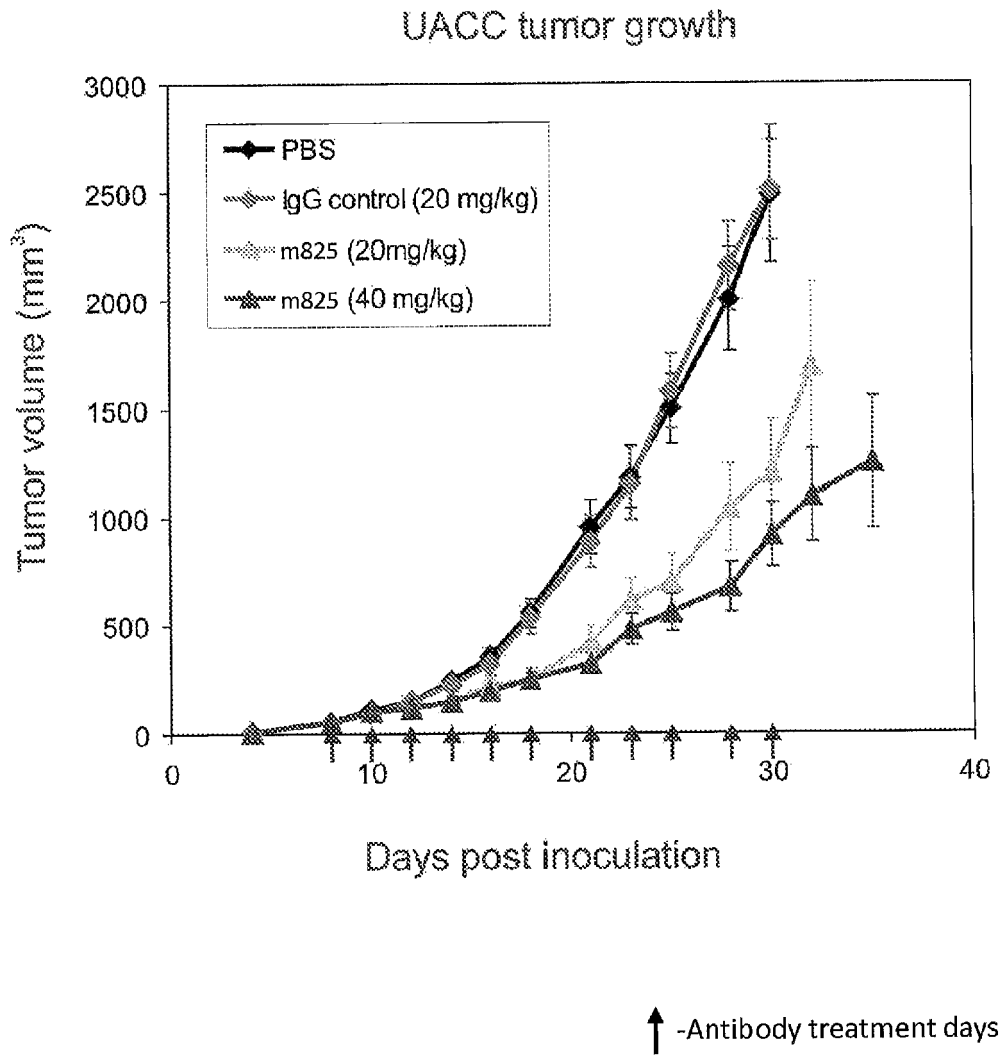 UACC tumor growth
3000
2500
2000
1500
1000
500
0
Tumor volume (mm³)
PBS
IgG control (20 mg/kg)
m825 (20mg/kg)
m825 (40 mg/kg)
0 10 20 30 40
Days post inoculation
-Antibody treatment days